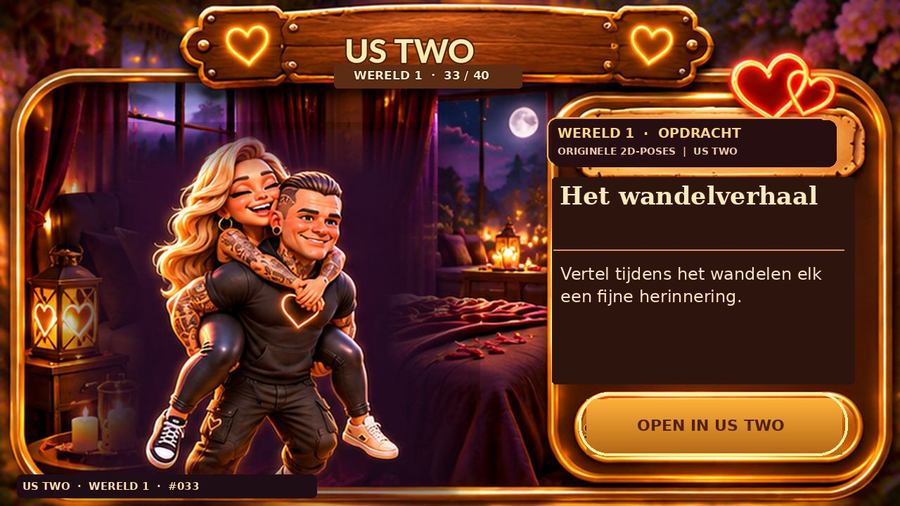 US TWO
WERELD 1 · 33 / 40
WERELD 1 · OPDRACHT
ORIGINELE 2D-POSES | US TWO
Het wandelverhaal
Vertel tijdens het wandelen elk
een fijne herinnering.
OPEN IN US TWO
US TWO · WERELD 1 · #033